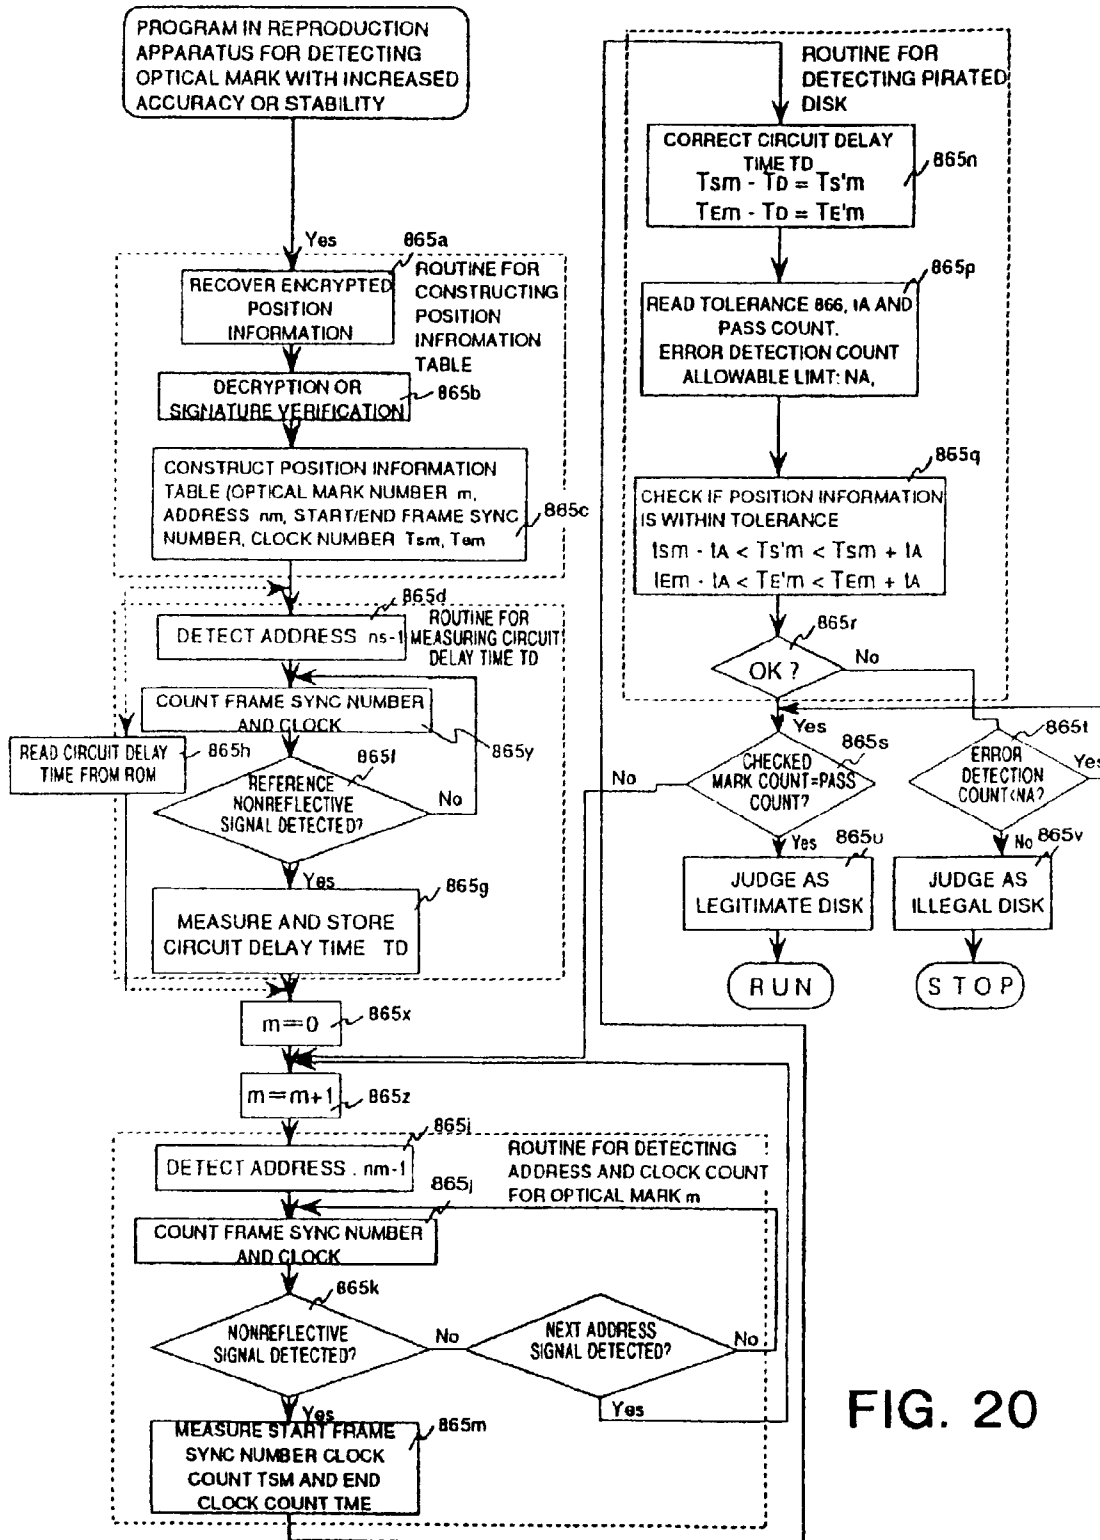 PROGRAM IN REPRODUCTION
APPARATUS FOR DETECTING
OPTICAL MARK WITH INCREASED
ACCURACY OR STABILITY
Yes
865a
RECOVER ENCRYPTED
POSITION
INFORMATION
ROUTINE FOR
CONSTRUCTING
POSITION
INFROMATION
TABLE
DECRYPTION OR
SIGNATURE VERIFICATION
865b
CONSTRUCT POSITION INFORMATION
TABLE (OPTICAL MARK NUMBER m,
ADDRESS nm, START/END FRAME SYNC
NUMBER, CLOCK NUMBER Tsm, TEm
865c
865d
DETECT ADDRESS ns-1
ROUTINE FOR
MEASURING CIRCUIT
DELAY TIME TD
COUNT FRAME SYNC NUMBER
AND CLOCK
865y
READ CIRCUIT DELAY
TIME FROM ROM
865h
865f
REFERENCE
NONREFLECTIVE
SIGNAL DETECTED?
No
Yes
865g
MEASURE AND STORE
CIRCUIT DELAY TIME TD
m=0
865x
m=m+1
865z
865i
DETECT ADDRESS . nm-1
ROUTINE FOR DETECTING
ADDRESS AND CLOCK COUNT
FOR OPTICAL MARK m
865j
COUNT FRAME SYNC NUMBER
AND CLOCK
865k
NONREFLECTIVE
SIGNAL DETECTED?
No
NEXT ADDRESS
SIGNAL DETECTED?
No
Yes
Yes
865m
MEASURE START FRAME
SYNC NUMBER CLOCK
COUNT TSM AND END
CLOCK COUNT TME
ROUTINE FOR
DETECTING PIRATED
DISK
CORRECT CIRCUIT DELAY
TIME TD
Tsm - TD = Ts'm
TEm - TD = TE'm
865n
865p
READ TOLERANCE 866, tA AND
PASS COUNT.
ERROR DETECTION COUNT
ALLOWABLE LIMT: NA,
865q
CHECK IF POSITION INFORMATION
IS WITHIN TOLERANCE
tsm - tA < Ts'm < Tsm + tA
tEm - tA < TE'm < TEm + tA
865r
OK ?
No
Yes
865s
CHECKED
MARK COUNT=PASS
COUNT?
No
Yes
865t
ERROR
DETECTION
COUNT<NA?
Yes
No
865u
JUDGE AS
LEGITIMATE DISK
865v
JUDGE AS
ILLEGAL DISK
RUN
STOP
FIG. 20